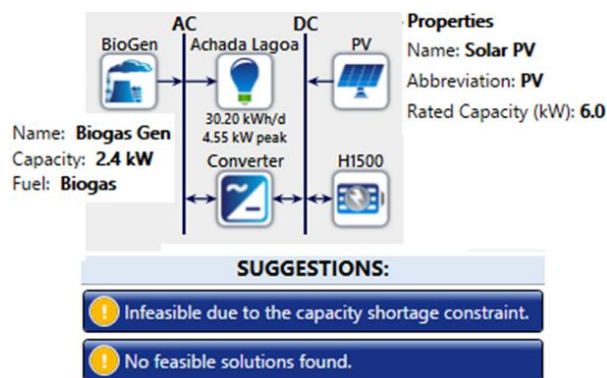 AC
DC
BioGen
Achada Lagoa
PV
30.20 kWh/d
4.55 kW peak
Converter
H1500
Properties
Name: Solar PV
Abbreviation: PV
Rated Capacity (kW): 6.0
Name: Biogas Gen
Capacity: 2.4 kW
Fuel: Biogas
SUGGESTIONS:
Infeasible due to the capacity shortage constraint.
No feasible solutions found.